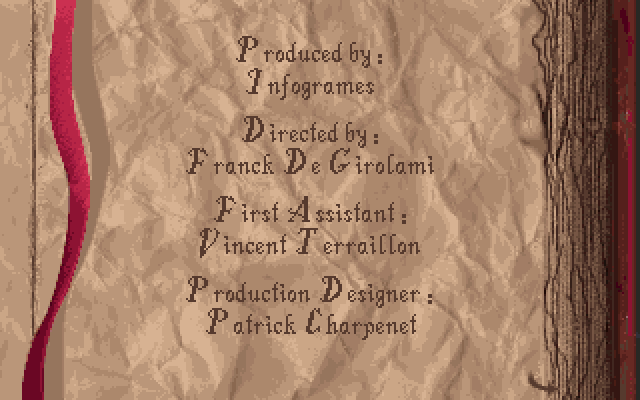 Produced by:
Infogrames
Directed by:
Franck De Girolami
First Assistant:
Vincent Terraillon
Production Designer:
Patrick Charpenet